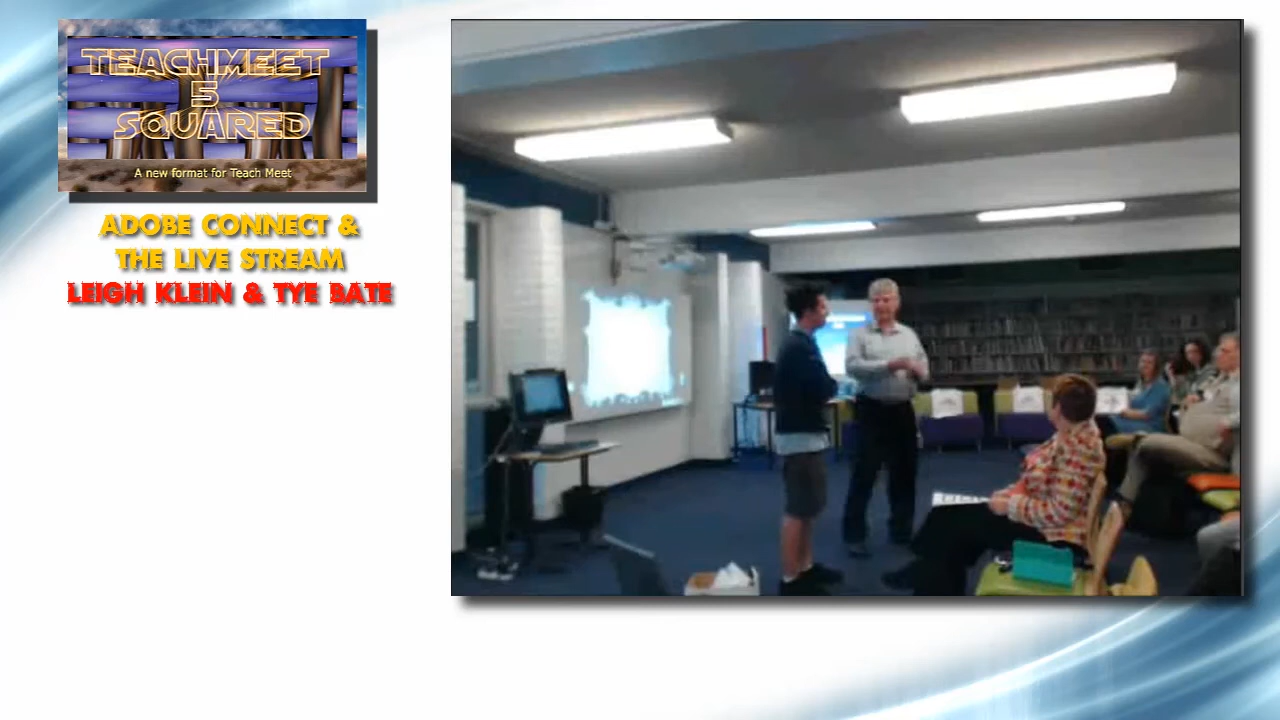 TEACHMEET
5
SQUARED
A new format for Teach Meet
ADOBE CONNECT &
THE LIVE STREAM
LEIGH KLEIN & TYE BATE